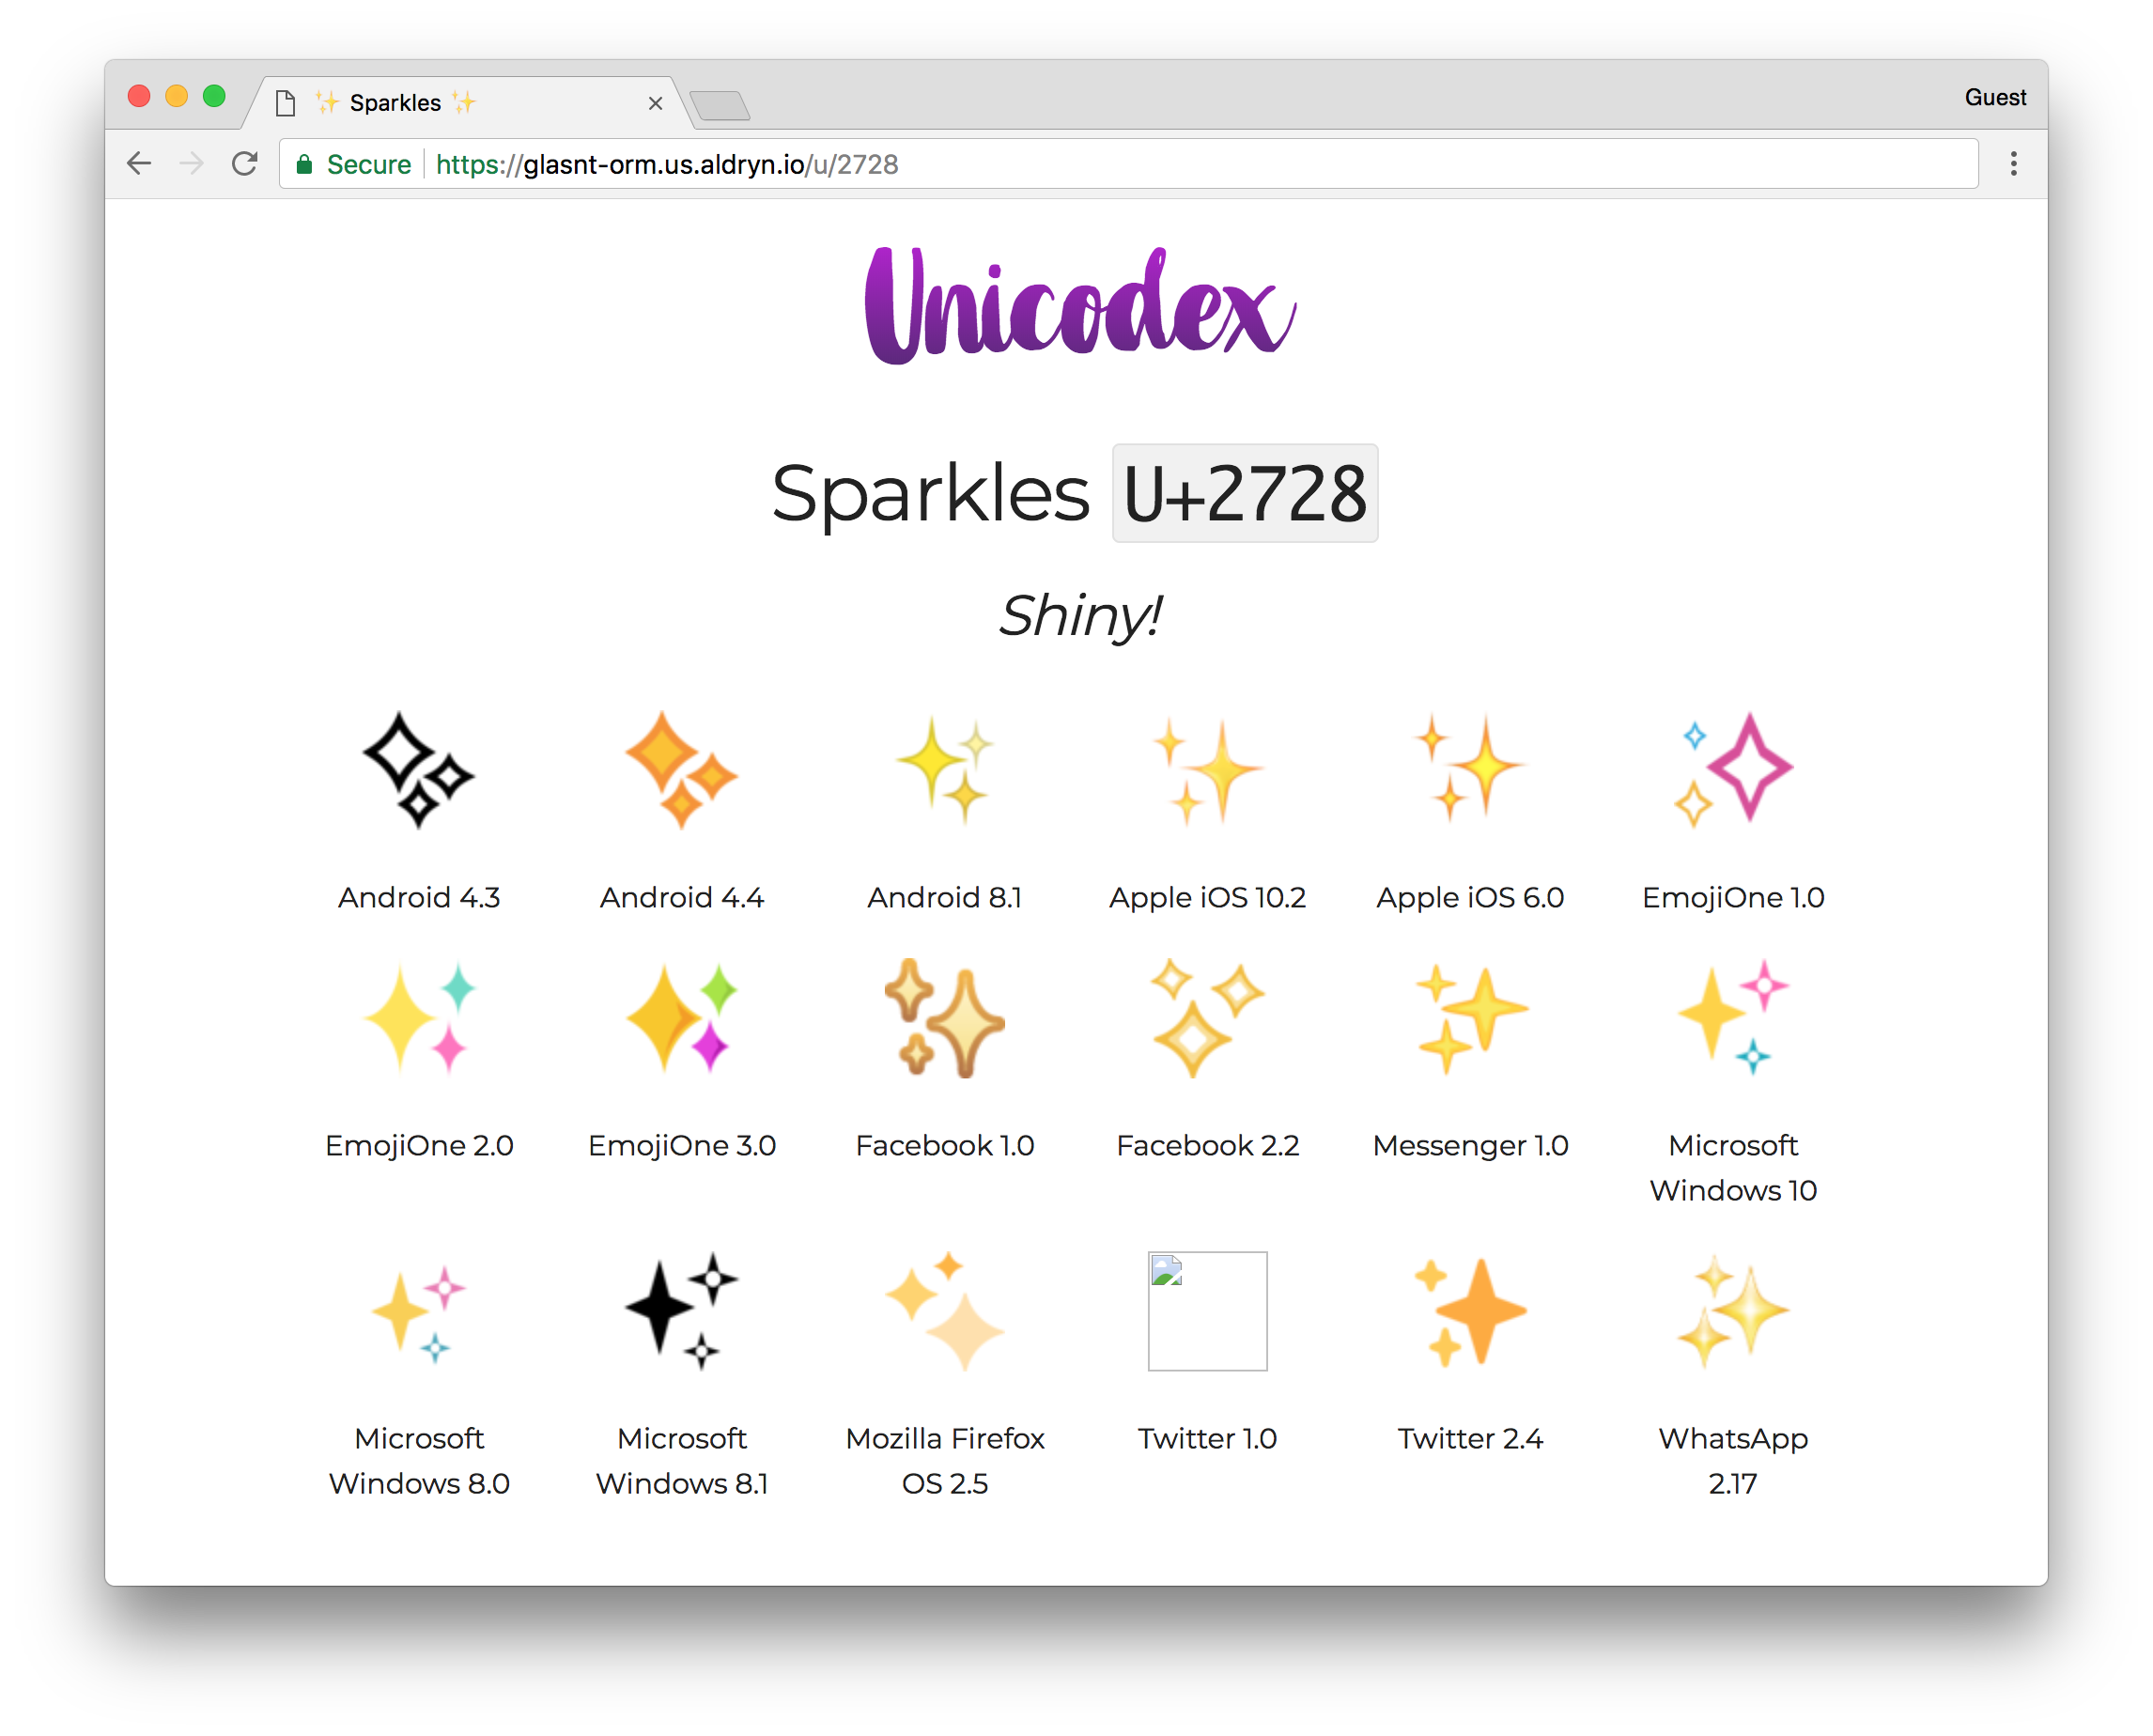 ✨ Sparkles ✨
Guest
Secure https://glasnt-orm.us.aldryn.io/u/2728
Unicodex
Sparkles U+2728
Shiny!
Android 4.3
Android 4.4
Android 8.1
Apple iOS 10.2
Apple iOS 6.0
EmojiOne 1.0
EmojiOne 2.0
EmojiOne 3.0
Facebook 1.0
Facebook 2.2
Messenger 1.0
Microsoft
Windows 10
Microsoft
Windows 8.0
Microsoft
Windows 8.1
Mozilla Firefox
OS 2.5
Twitter 1.0
Twitter 2.4
WhatsApp
2.17